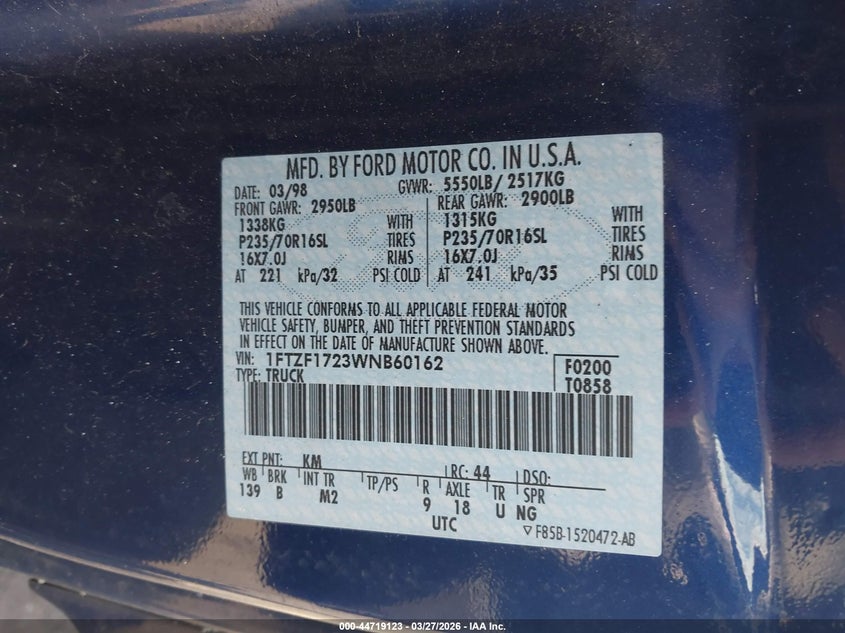 MFD. BY FORD MOTOR CO. IN U.S.A.
DATE: 03/98 GVWR: 5550LB/ 2517KG
FRONT GAWR: 2950LB REAR GAWR: 2900LB
1338KG WITH 1315KG WITH
P235/70R16SL TIRES P235/70R16SL TIRES
16X7.0J RIMS 16X7.0J RIMS
AT 221 kPa/32 PSI COLD AT 241 kPa/35 PSI COLD
THIS VEHICLE CONFORMS TO ALL APPLICABLE FEDERAL MOTOR
VEHICLE SAFETY, BUMPER, AND THEFT PREVENTION STANDARDS
IN EFFECT ON THE DATE OF MANUFACTURE SHOWN ABOVE.
VIN: 1FTZF1723WNB60162 F0200
TYPE: TRUCK T0858
EXT PNT: KM RC: 44 DSO:
WB BRK INT TR TP/PS R AXLE TR SPR
139 B M2 9 18 U NG
UTC
F85B-1520472-AB
000-44719123 - 03/27/2026 - IAA Inc.